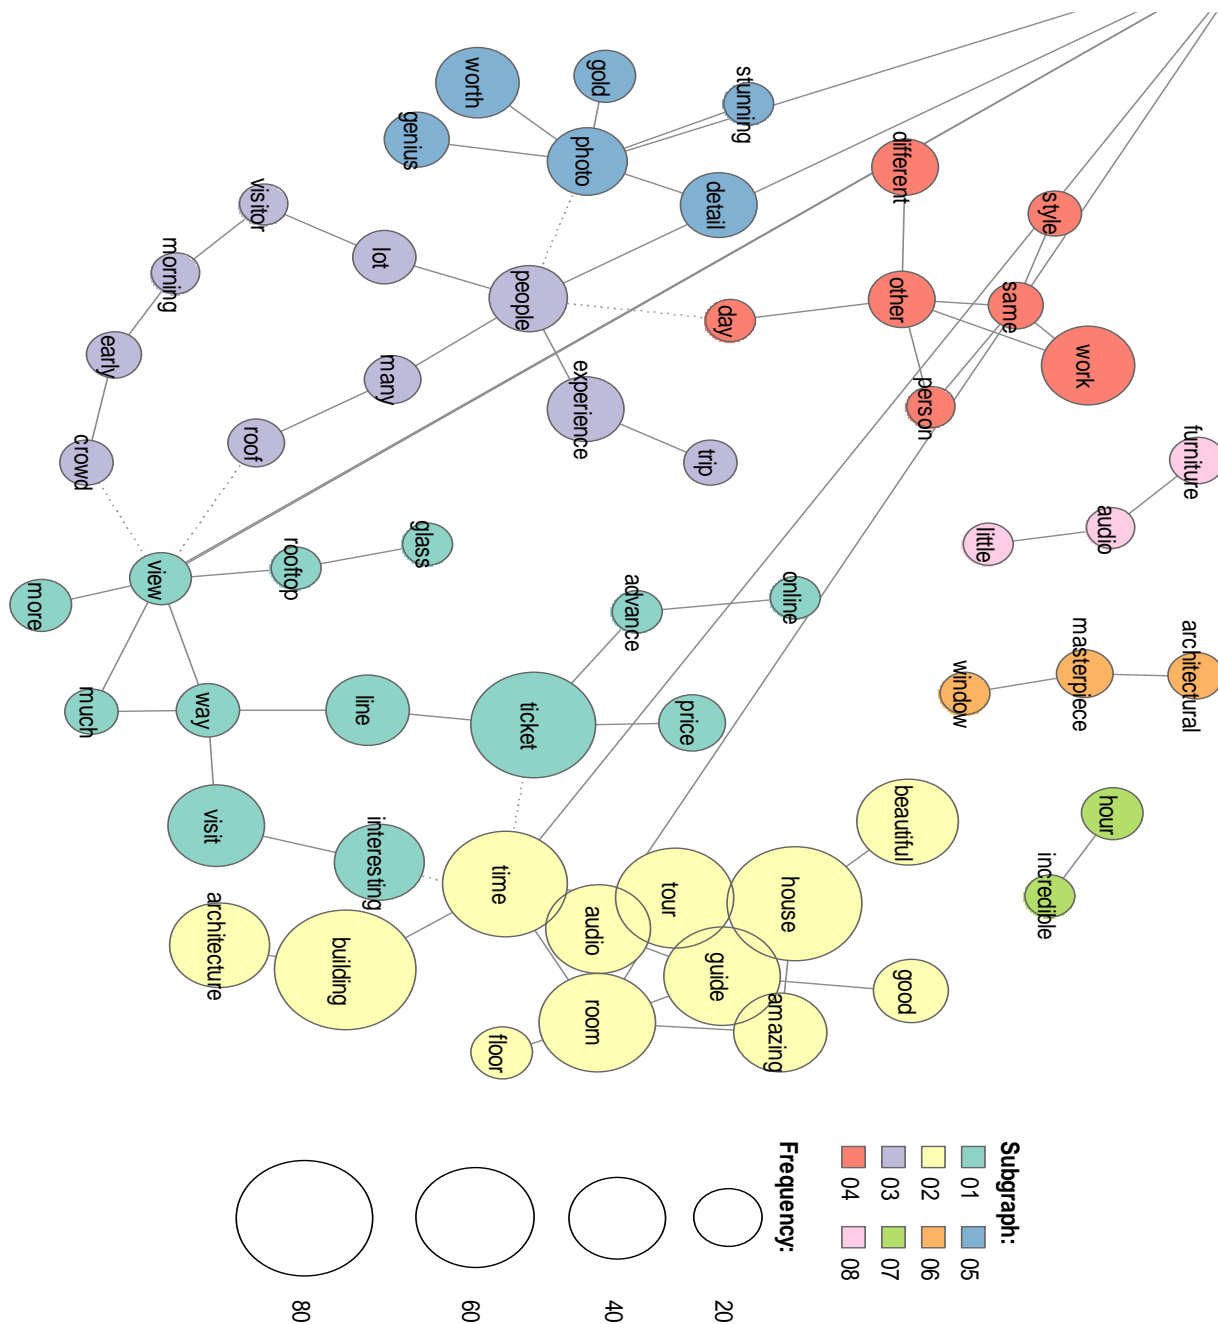 worth
gold
stunning
genius
photo
different
detail
style
visitor
morning
lot
people
other
same
day
early
many
experience
work
person
crowd
roof
trip
furniture
view
rooftop
glass
little
audio
more
advance
online
much
way
line
ticket
price
window
masterpiece
architectural
visit
interesting
beautiful
hour
incredible
architecture
time
audio
tour
house
building
guide
good
room
amazing
floor
Subgraph:
01
02
03
04
05
06
07
08
Frequency:
20
40
60
80